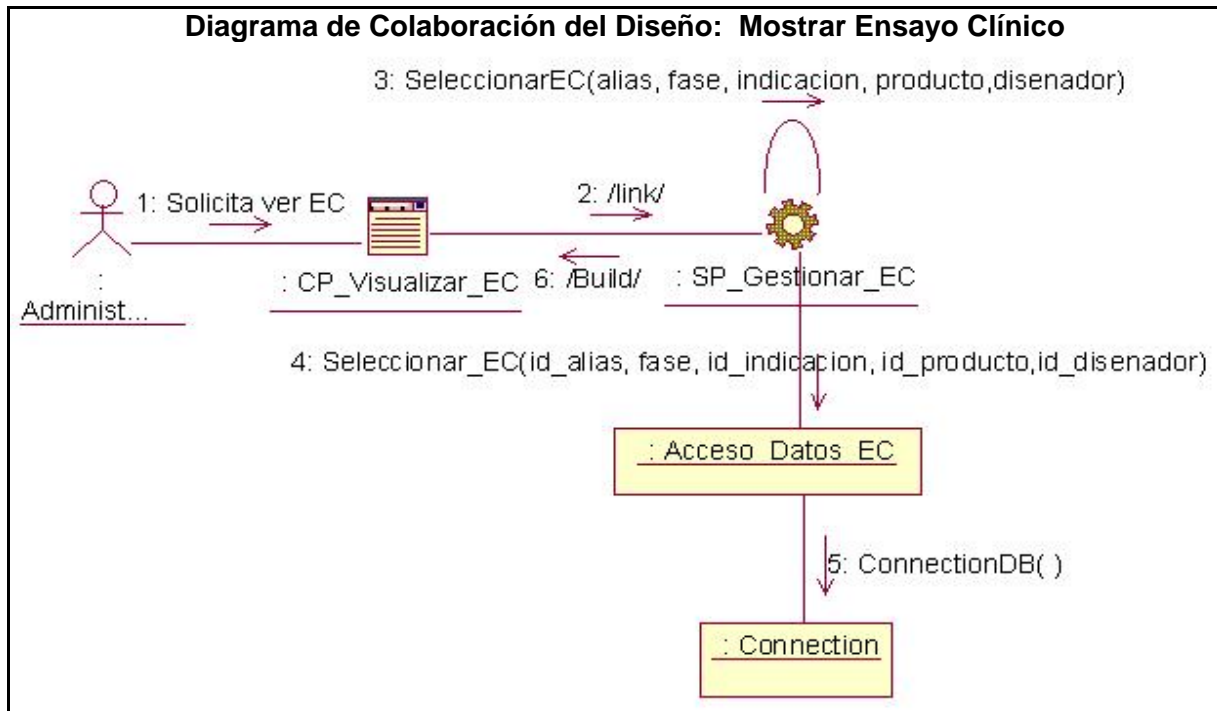 Diagrama de Colaboración del Diseño: Mostrar Ensayo Clínico
3: SeleccionarEC(alias, fase, indicacion, producto,disenador)
1: Solicita ver EC
2: /link/
:
Administ...
: CP_Visualizar_EC
6: /Build/
: SP_Gestionar_EC
4: Seleccionar_EC(id_alias, fase, id_indicacion, id_producto,id_disenador)
: Acceso_Datos_EC
5: ConnectionDB( )
: Connection